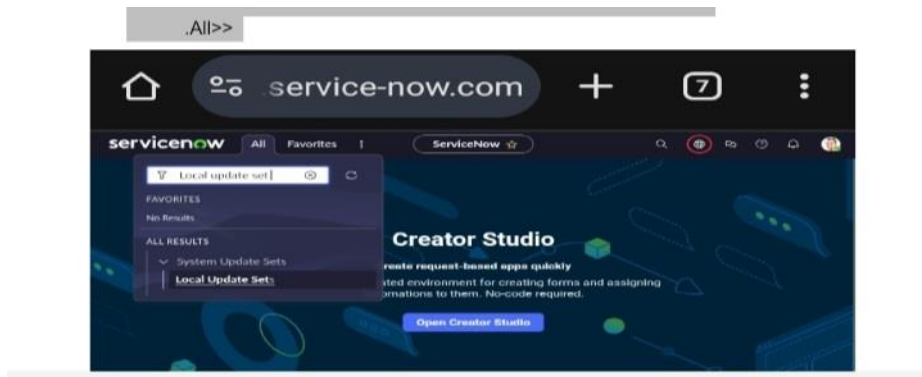 .All>>
.service-now.com
7
servicenow All Favorites ServiceNow
Local update set
FAVORITES
No Results
ALL RESULTS
System Update Sets
Local Update Sets
Creator Studio
reate request-based apps quickly
ated environment for creating forms and assigning
omations to them. No-code required.
Open Creator Studio